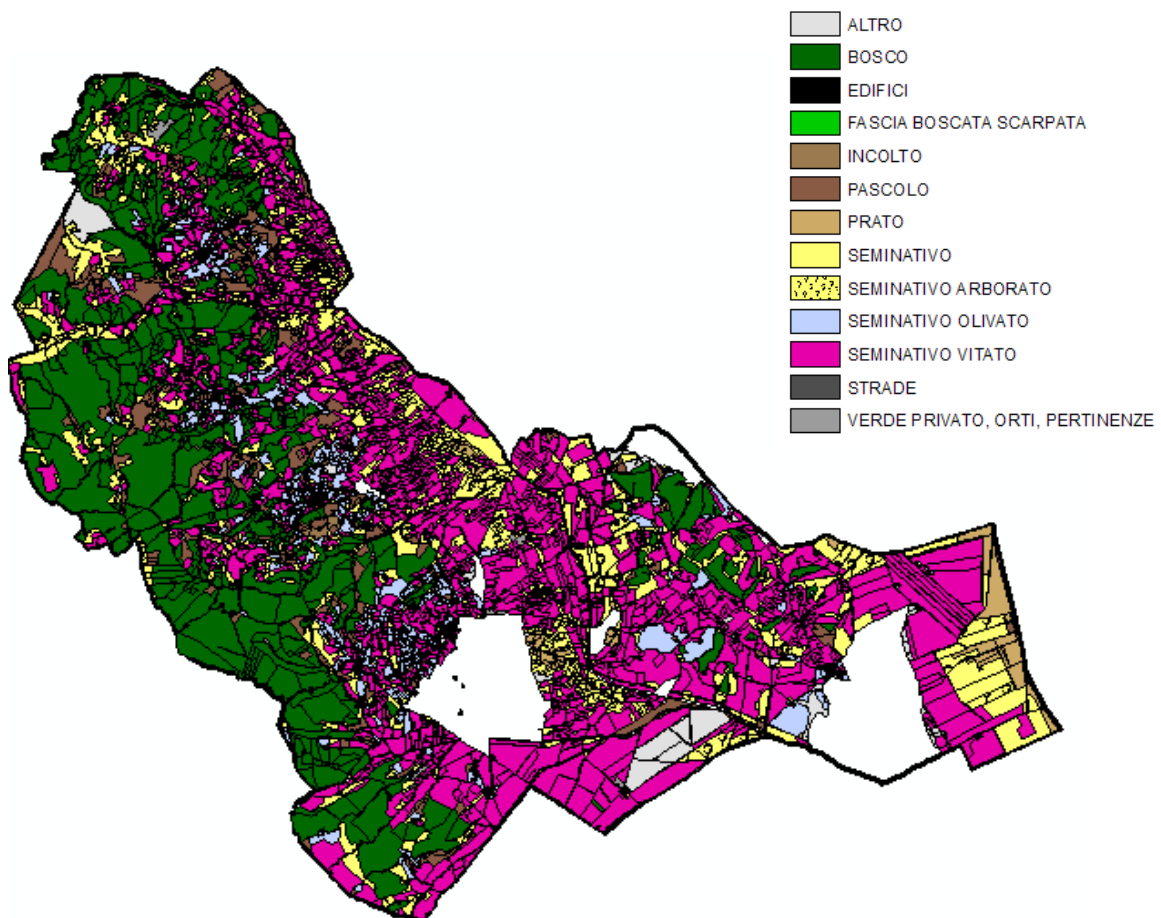 ALTRO
BOSCO
EDIFICI
FASCIA BOSCATA SCARPATA
INCOLTO
PASCOLO
PRATO
SEMINATIVO
SEMINATIVO ARBORATO
SEMINATIVO OLIVATO
SEMINATIVO VITATO
STRADE
VERDE PRIVATO, ORTI, PERTINENZE